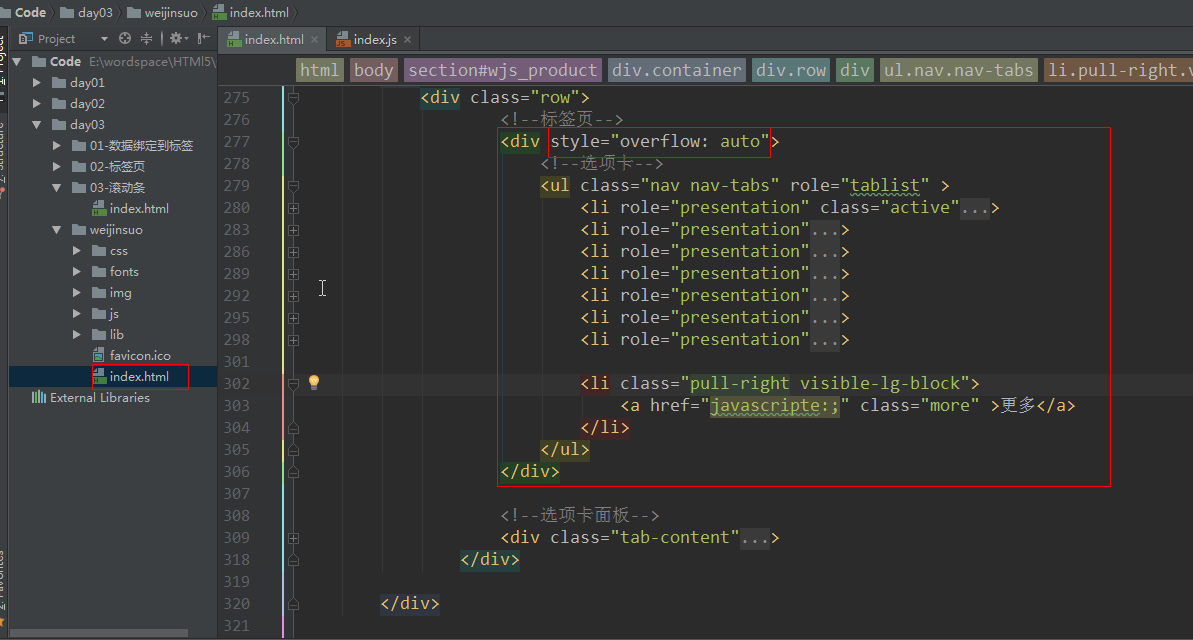 Code day03 weijinsuo index.html
Project index.html index.js
Code E:\wordspace\HTMl5\
day01
day02
day03
01-数据绑定到标签
02-标签页
03-滚动条
index.html
weijinsuo
css
fonts
img
js
lib
favicon.ico
index.html
External Libraries
html body section#wjs_product div.container div.row div ul.nav.nav-tabs li.pull-right.v
275 <div class="row">
276 <!--标签页-->
277 <div style="overflow: auto">
278 <!--选项卡-->
279 <ul class="nav nav-tabs" role="tablist" >
280 <li role="presentation" class="active"...>
283 <li role="presentation"...>
286 <li role="presentation"...>
289 <li role="presentation"...>
292 <li role="presentation"...>
295 <li role="presentation"...>
298 <li role="presentation"...>
301
302 <li class="pull-right visible-lg-block">
303 <a href="javascripte:;" class="more" >更多</a>
304 </li>
305 </ul>
306 </div>
307
308 <!--选项卡面板-->
309 <div class="tab-content"...>
318 </div>
319
320 </div>
321